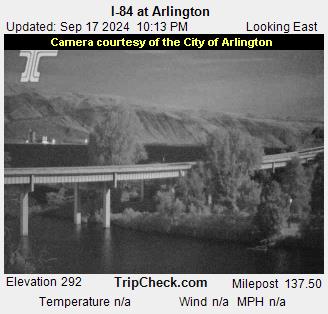 I-84 at Arlington
Updated: Sep 17 2024 10:13 PM Looking East
Camera courtesy of the City of Arlington
Elevation 292 TripCheck.com Milepost 137.50
Temperature n/a Wind n/a MPH n/a